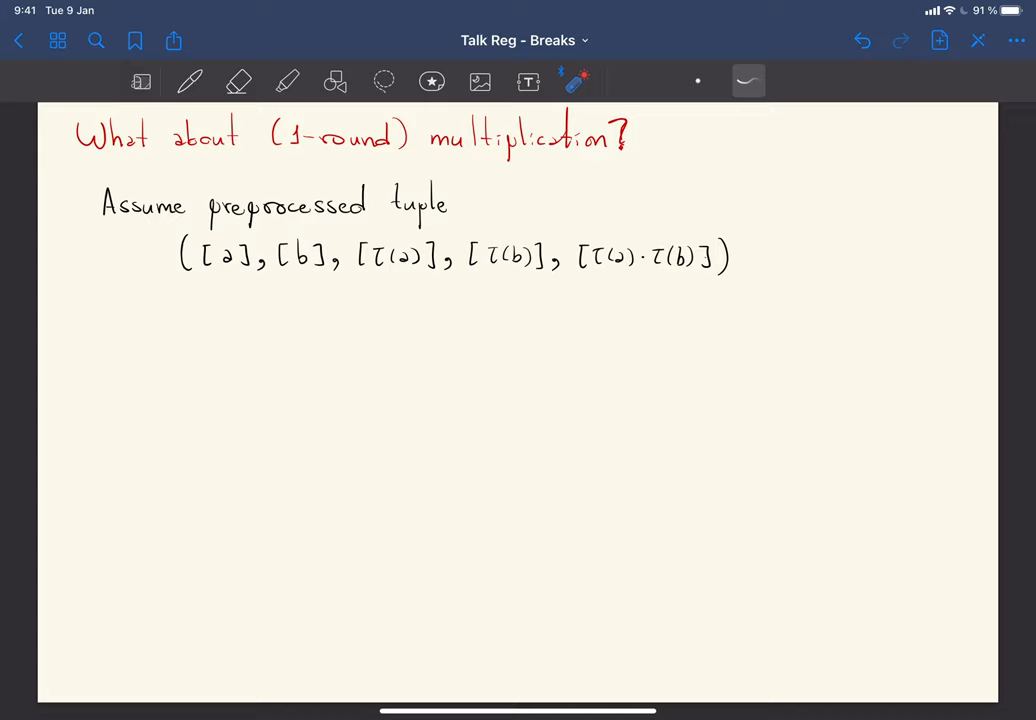 9:41 Tue 9 Jan 91 %
Talk Reg - Breaks
T
What about (1-round) multiplication?
Assume preprocessed tuple
([a], [b], [τ(a)], [τ(b)], [τ(a)·τ(b)])